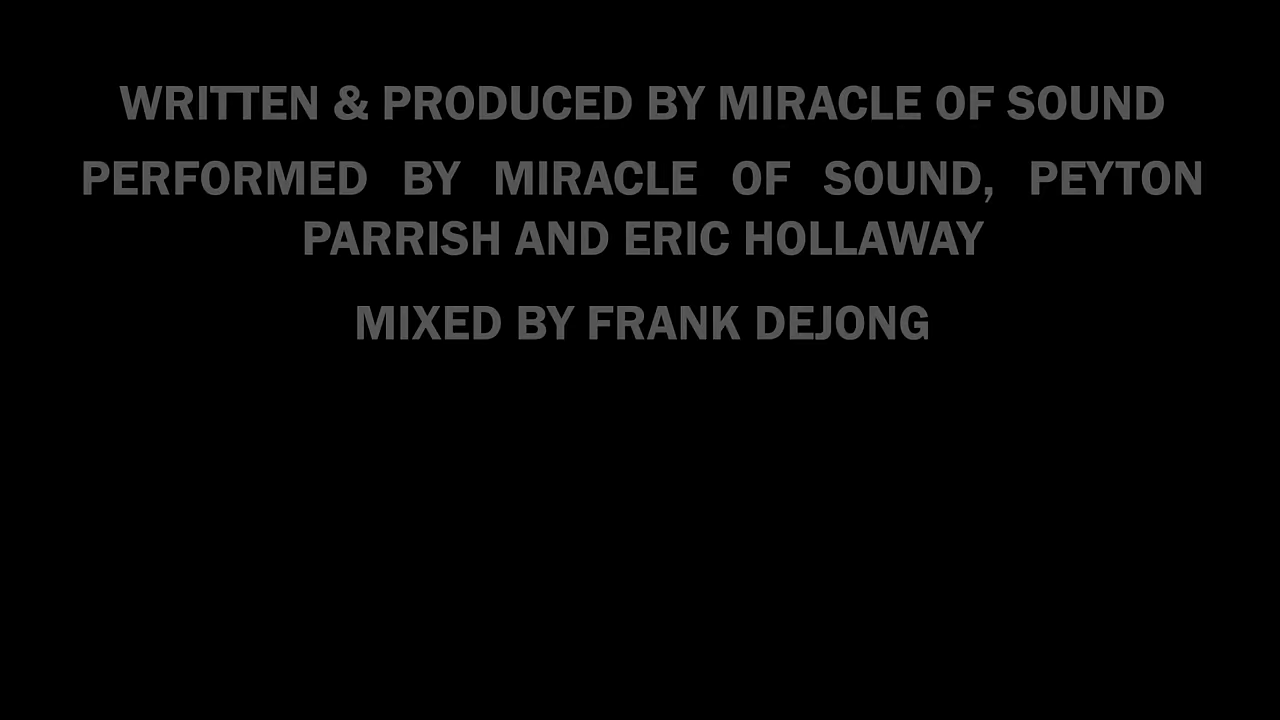 WRITTEN & PRODUCED BY MIRACLE OF SOUND
PERFORMED BY MIRACLE OF SOUND, PEYTON
PARRISH AND ERIC HOLLAWAY
MIXED BY FRANK DEJONG